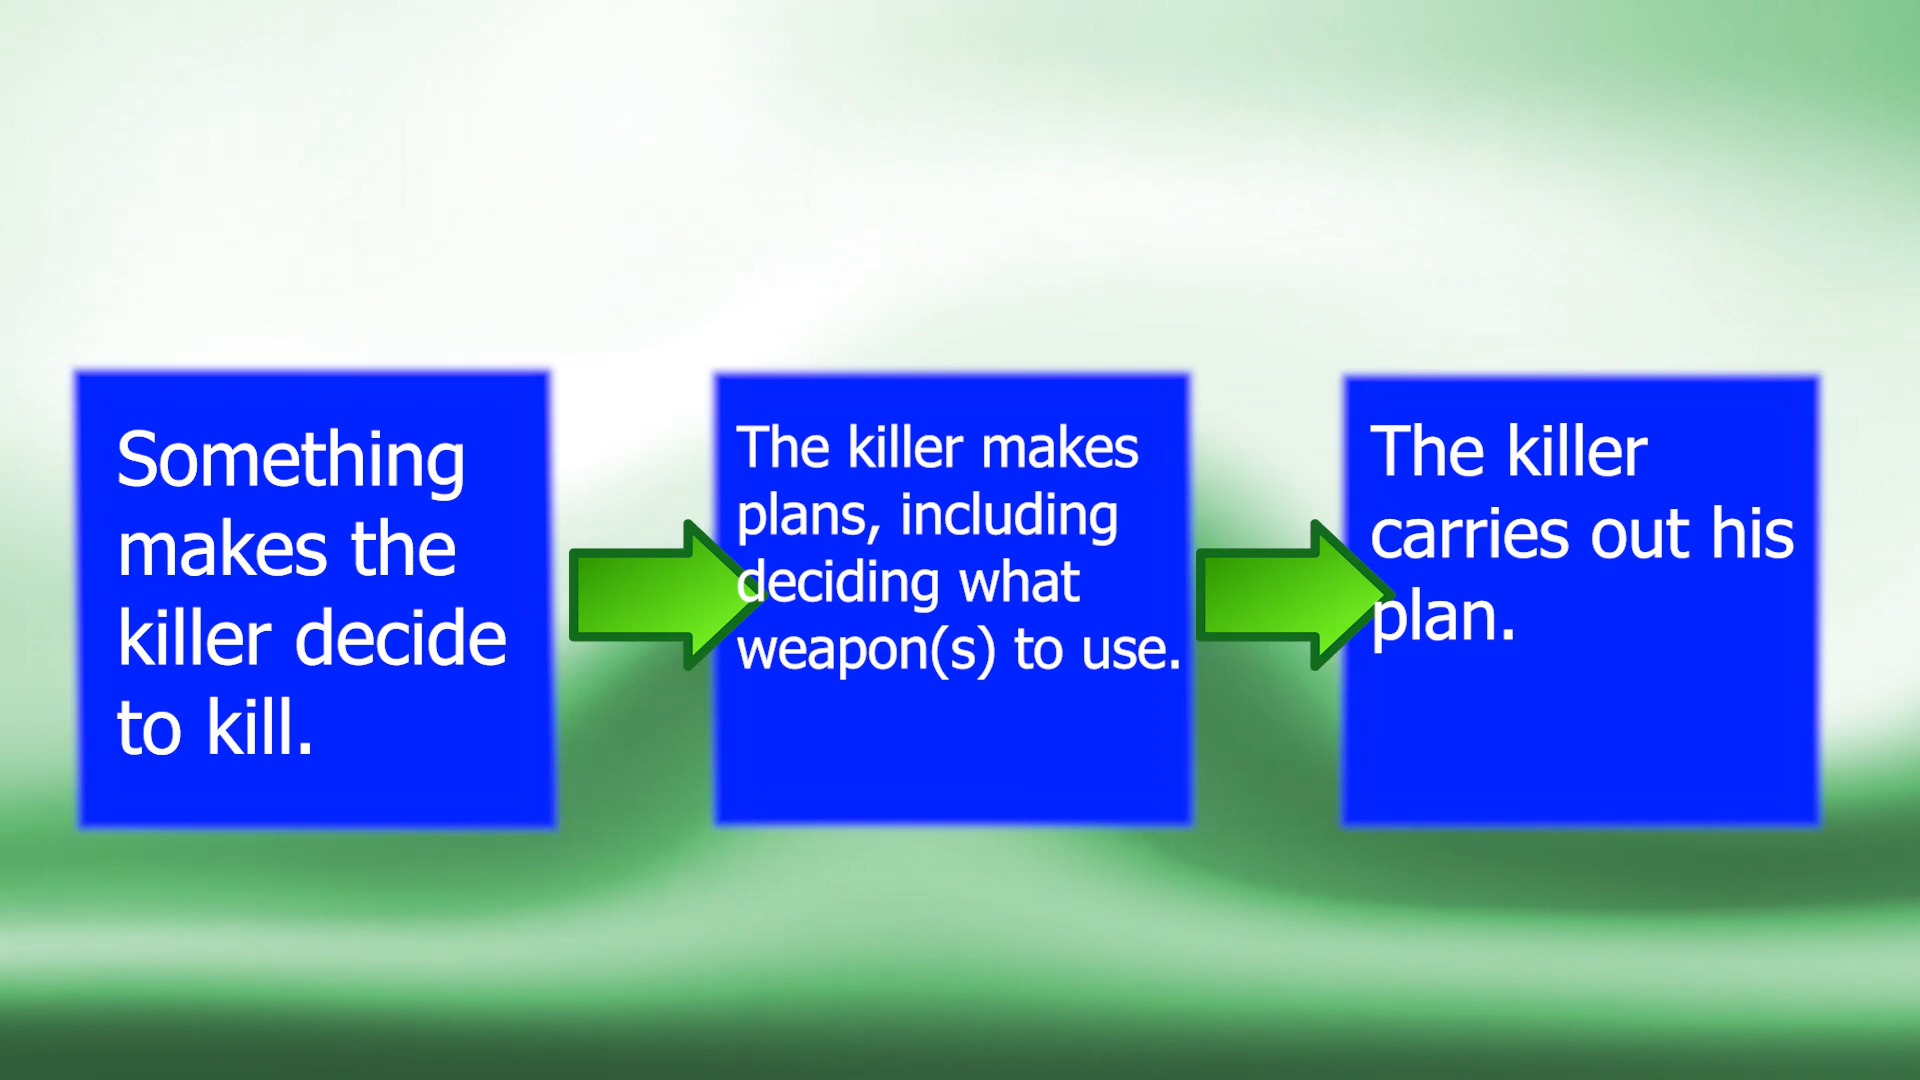 Something
makes the
killer decide
to kill.
The killer makes
plans, including
deciding what
weapon(s) to use.
The killer
carries out his
plan.